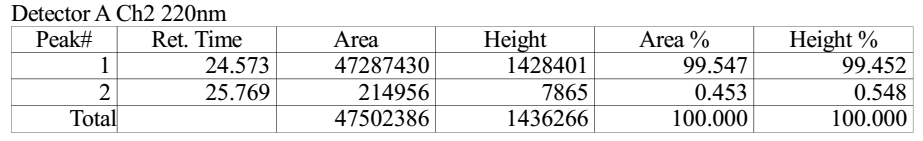 Detector A Ch2 220nm
Peak# Ret. Time Area Height Area % Height %
1 24.573 47287430 1428401 99.547 99.452
2 25.769 214956 7865 0.453 0.548
Total 47502386 1436266 100.000 100.000